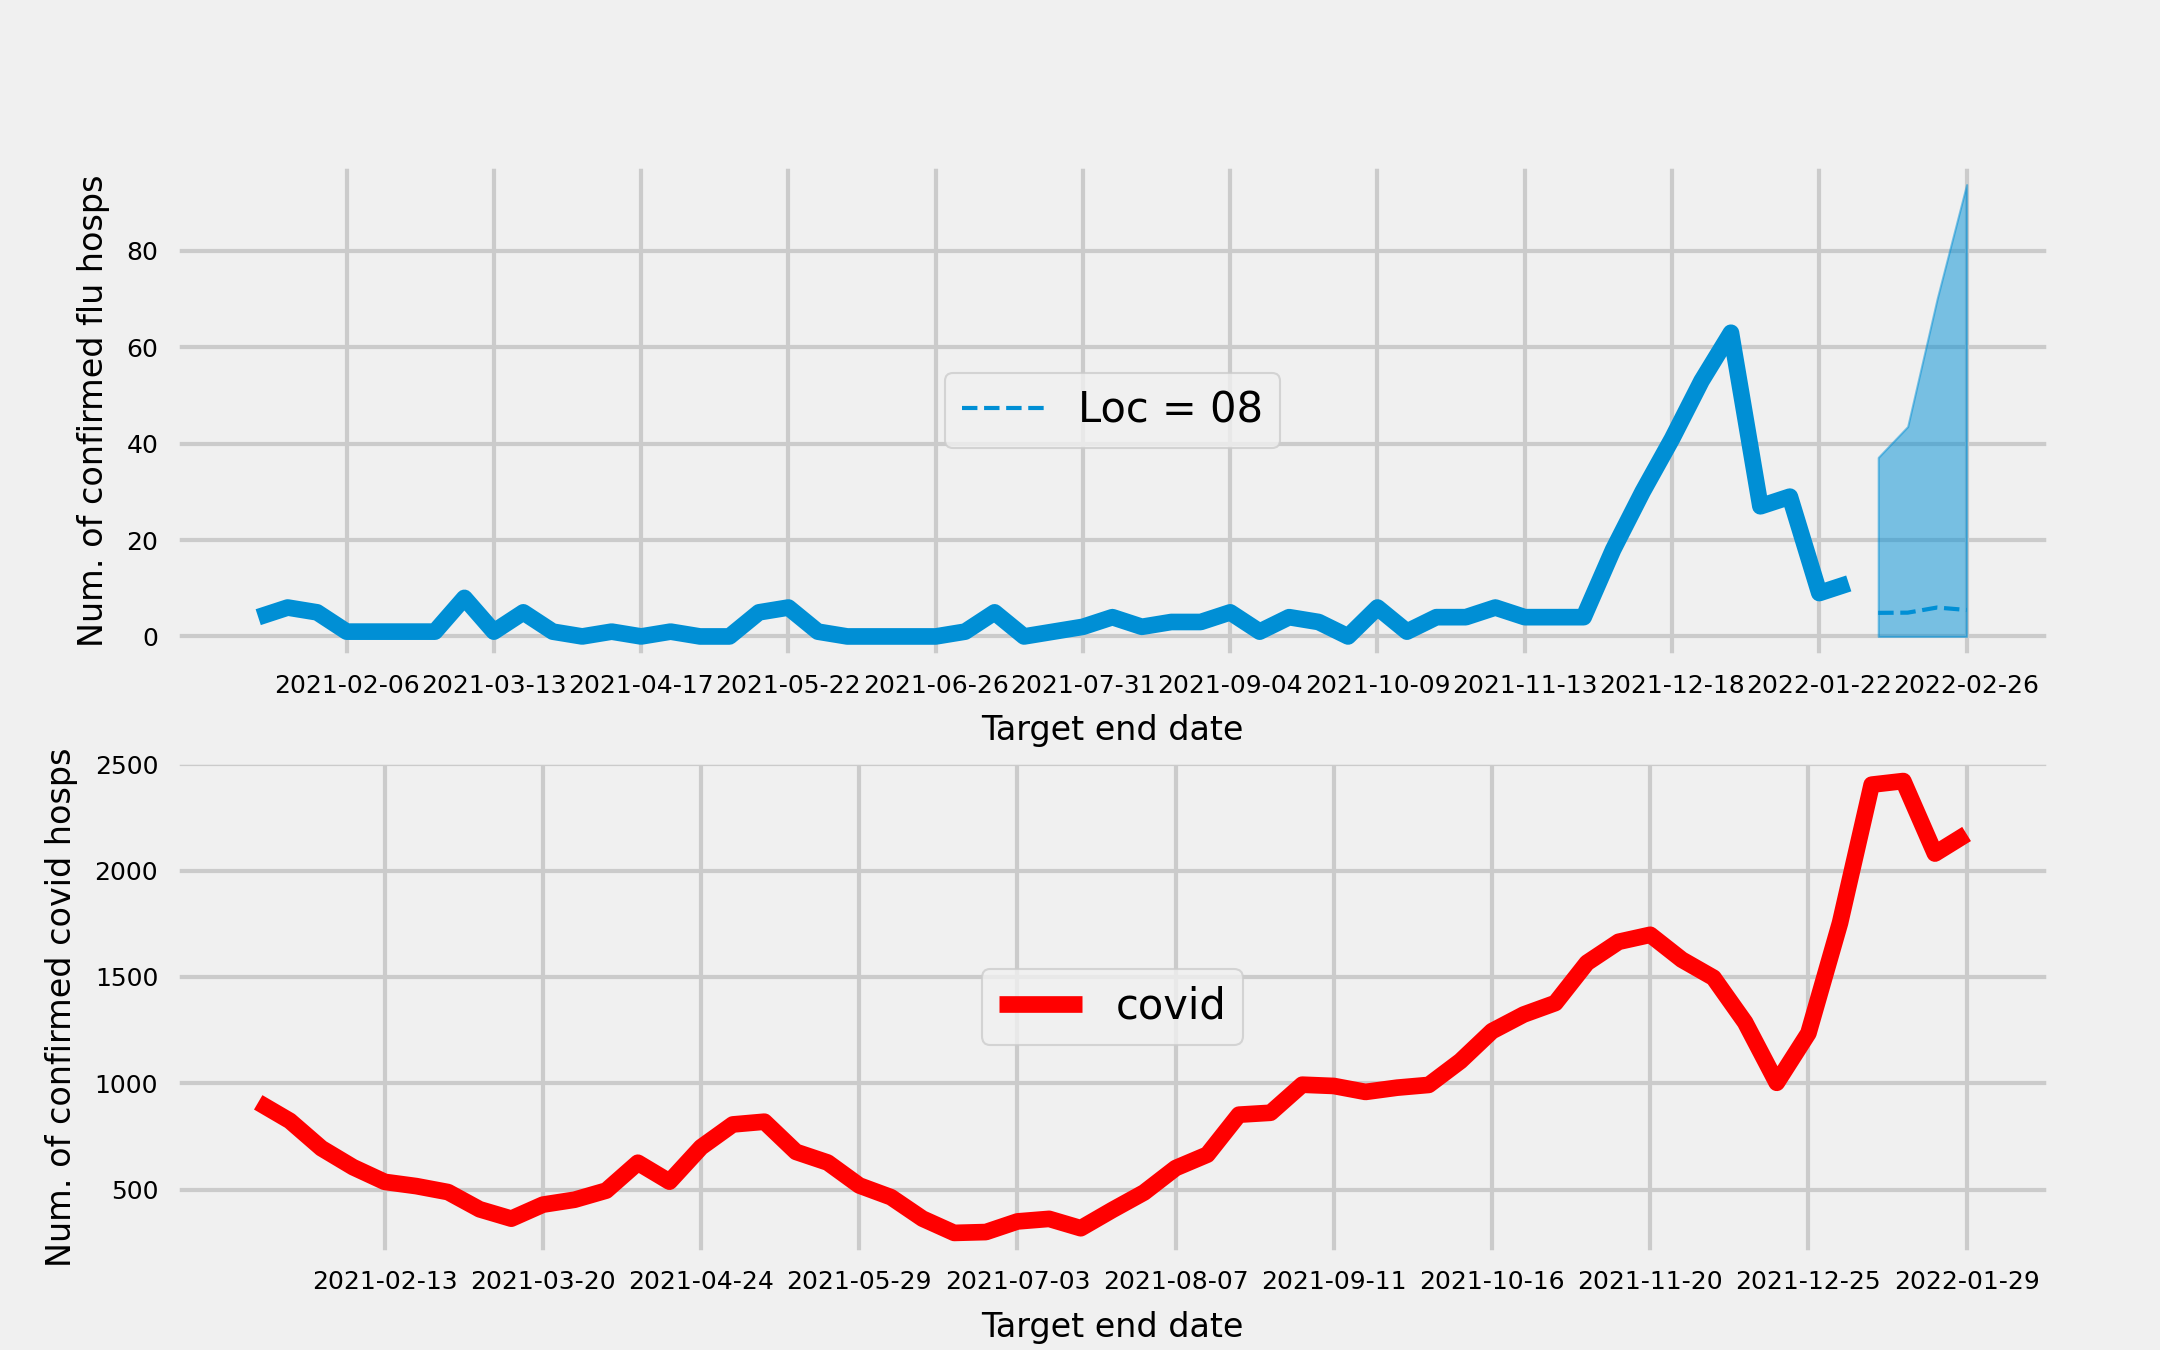 Num. of confirmed flu hosps
80
60
40
20
0
Loc = 08
2021-02-06 2021-03-13 2021-04-17 2021-05-22 2021-06-26 2021-07-31 2021-09-04 2021-10-09 2021-11-13 2021-12-18 2022-01-22 2022-02-26
Target end date
Num. of confirmed covid hosps
2500
2000
1500
1000
500
covid
2021-02-13 2021-03-20 2021-04-24 2021-05-29 2021-07-03 2021-08-07 2021-09-11 2021-10-16 2021-11-20 2021-12-25 2022-01-29
Target end date